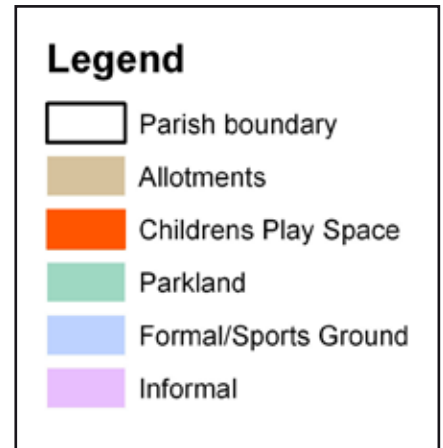 Legend
Parish boundary
Allotments
Childrens Play Space
Parkland
Formal/Sports Ground
Informal